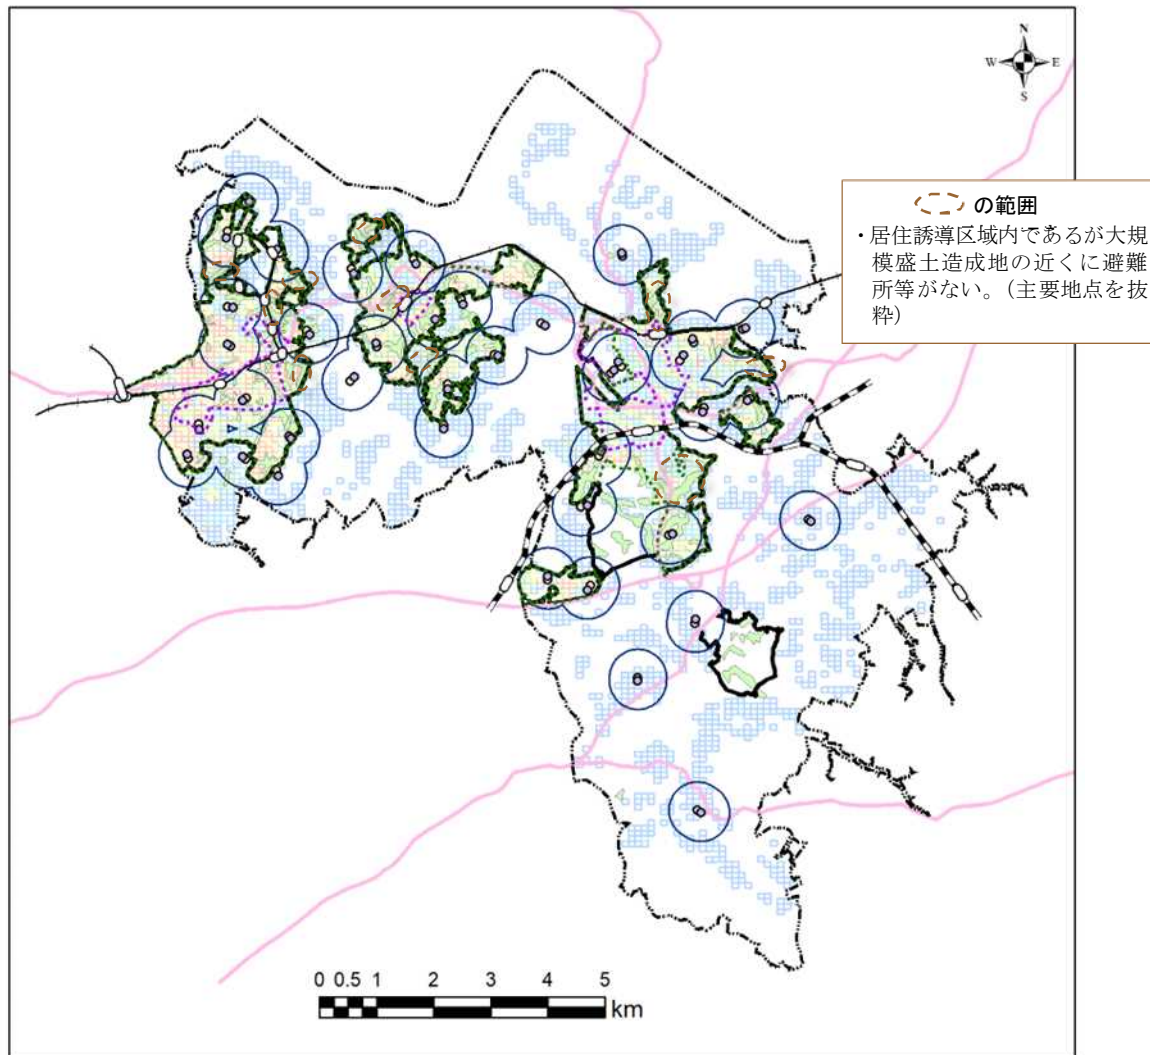 N
W E
S
の範囲
・居住誘導区域内であるが大規
模盛土造成地の近くに避難
所等がない。(主要地点を抜
粋)
0 0.5 1 2 3 4 5
km